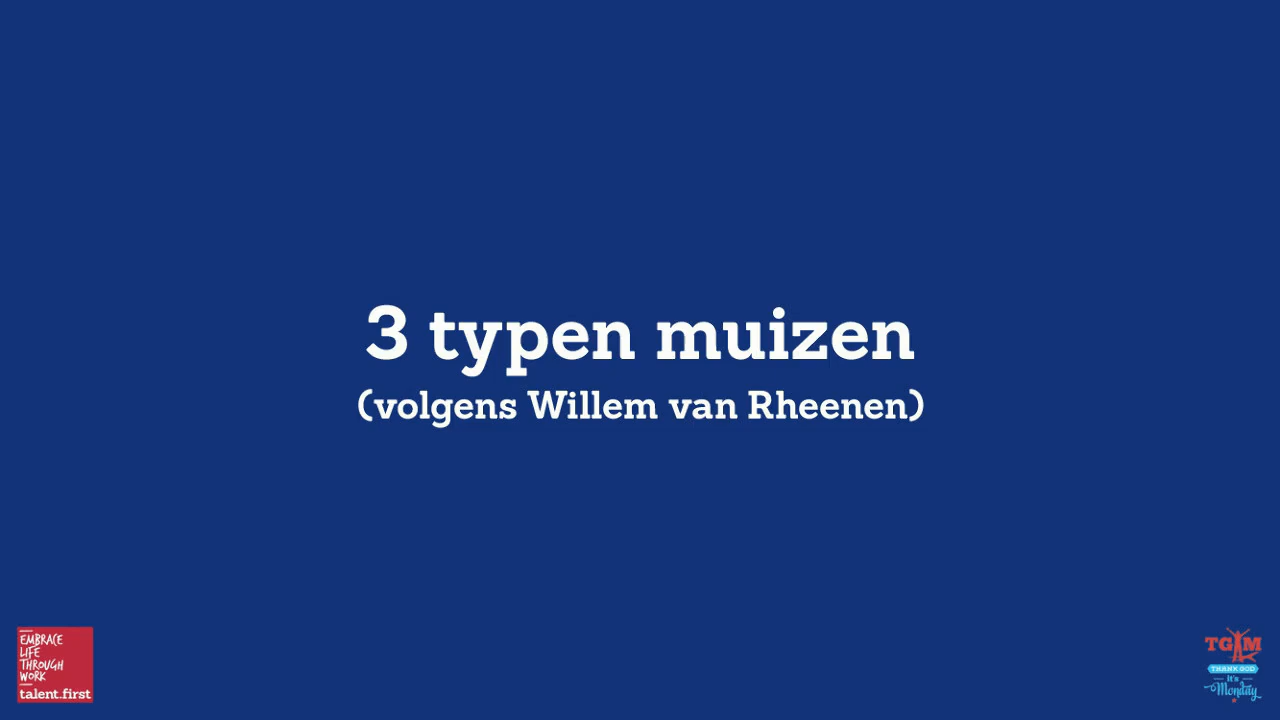 3 typen muizen
(volgens Willem van Rheenen)
EMBRACE
LIFE
THROUGH
WORK
talent.first
TGIM
THANK GOD
it's
Monday